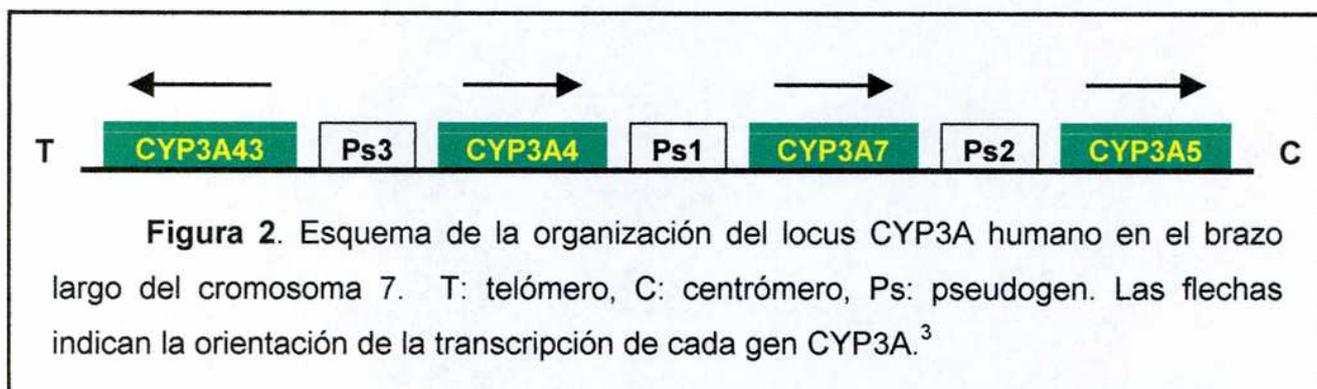 T CYP3A43 Ps3 CYP3A4 Ps1 CYP3A7 Ps2 CYP3A5 C
Figura 2. Esquema de la organización del locus CYP3A humano en el brazo
largo del cromosoma 7. T: telómero, C: centrómero, Ps: pseudogen. Las flechas
indican la orientación de la transcripción de cada gen CYP3A.³